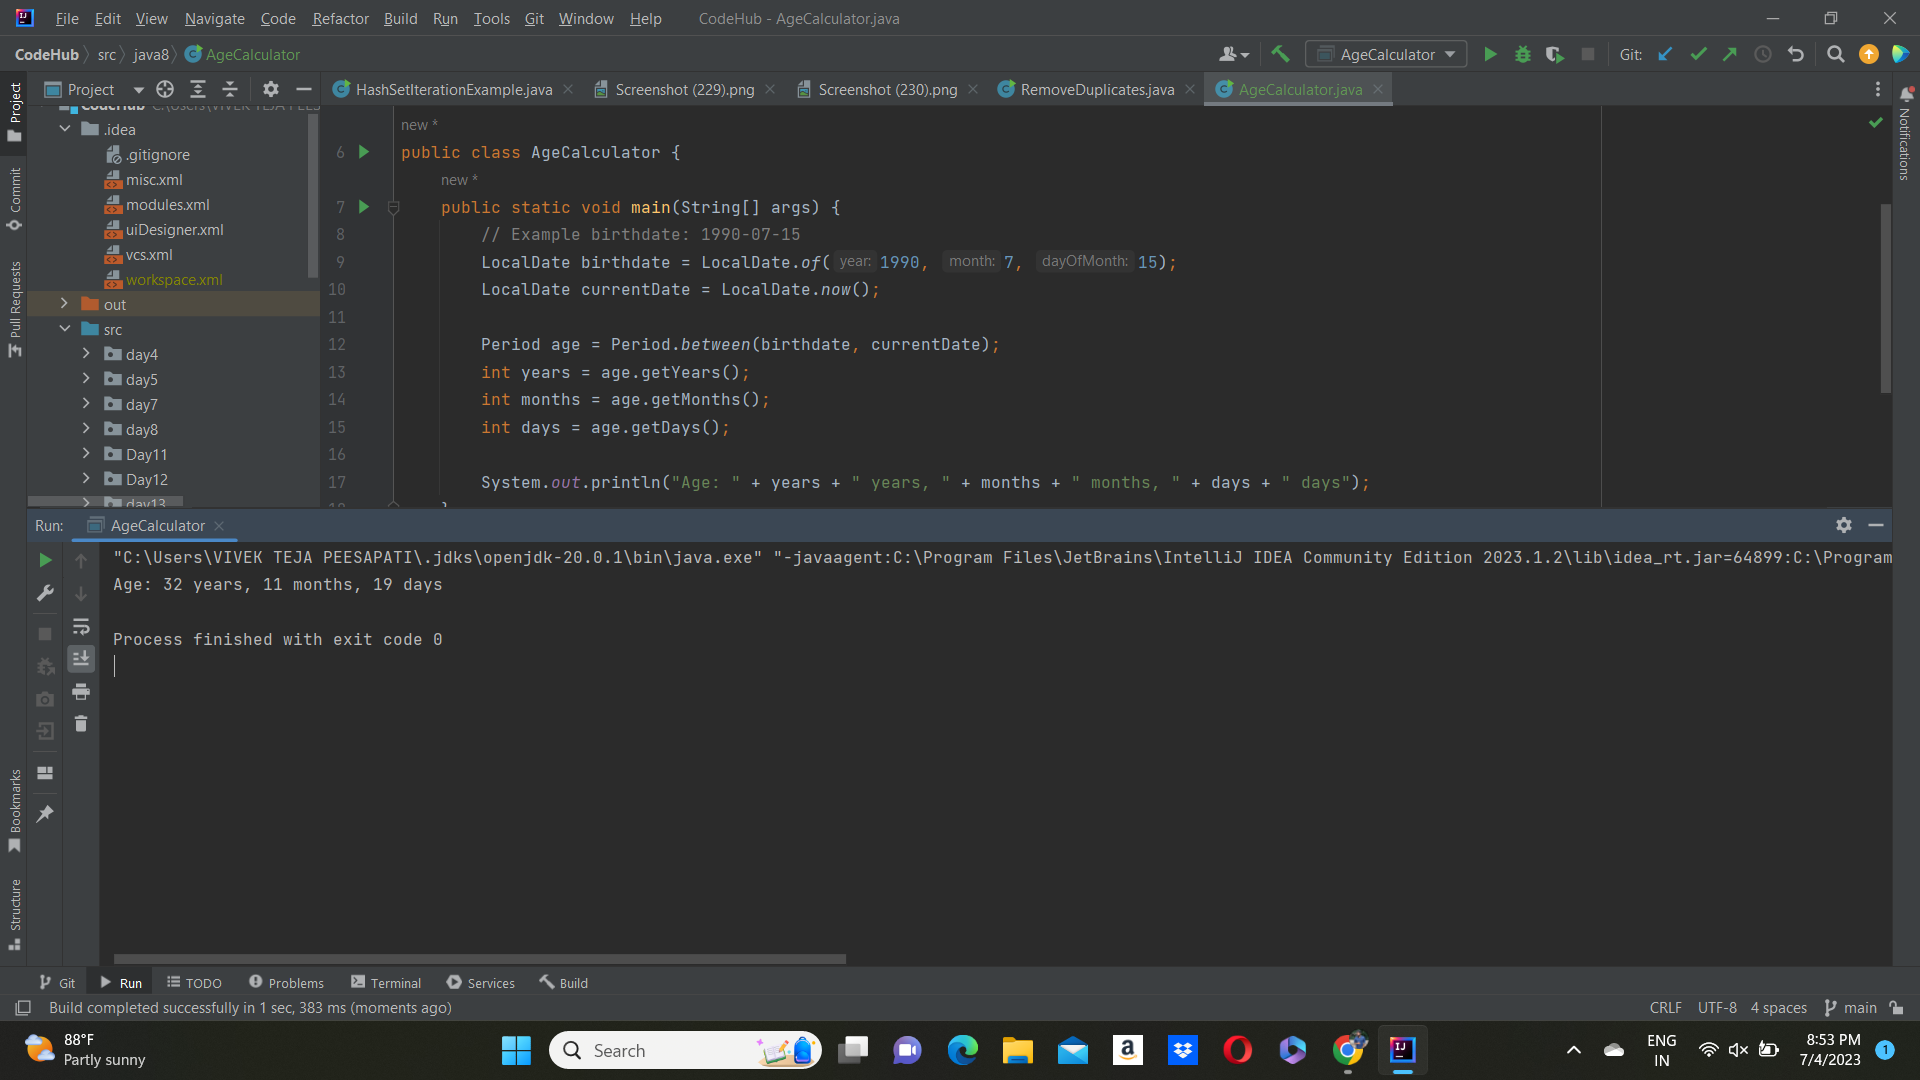 File Edit View Navigate Code Refactor Build Run Tools Git Window Help CodeHub - AgeCalculator.java
CodeHub src java8 AgeCalculator
AgeCalculator Git:
Project
HashSetIterationExample.java Screenshot (229).png Screenshot (230).png RemoveDuplicates.java AgeCalculator.java
Project
Commit
Pull Requests
Bookmarks
Structure
Notifications
.idea
.gitignore
misc.xml
modules.xml
uiDesigner.xml
vcs.xml
workspace.xml
out
src
day4
day5
day7
day8
Day11
Day12
day13
new *
6 public class AgeCalculator {
new *
7 public static void main(String[] args) {
8 // Example birthdate: 1990-07-15
9 LocalDate birthdate = LocalDate.of( year: 1990, month: 7, dayOfMonth: 15);
10 LocalDate currentDate = LocalDate.now();
11
12 Period age = Period.between(birthdate, currentDate);
13 int years = age.getYears();
14 int months = age.getMonths();
15 int days = age.getDays();
16
17 System.out.println("Age: " + years + " years, " + months + " months, " + days + " days");
Run: AgeCalculator
"C:\Users\VIVEK TEJA PEESAPATI\.jdks\openjdk-20.0.1\bin\java.exe" "-javaagent:C:\Program Files\JetBrains\IntelliJ IDEA Community Edition 2023.1.2\lib\idea_rt.jar=64899:C:\Program
Age: 32 years, 11 months, 19 days
Process finished with exit code 0
Git Run TODO Problems Terminal Services Build
Build completed successfully in 1 sec, 383 ms (moments ago)
CRLF UTF-8 4 spaces main
88°F
Partly sunny
Search
ENG
IN
8:53 PM
7/4/2023
1